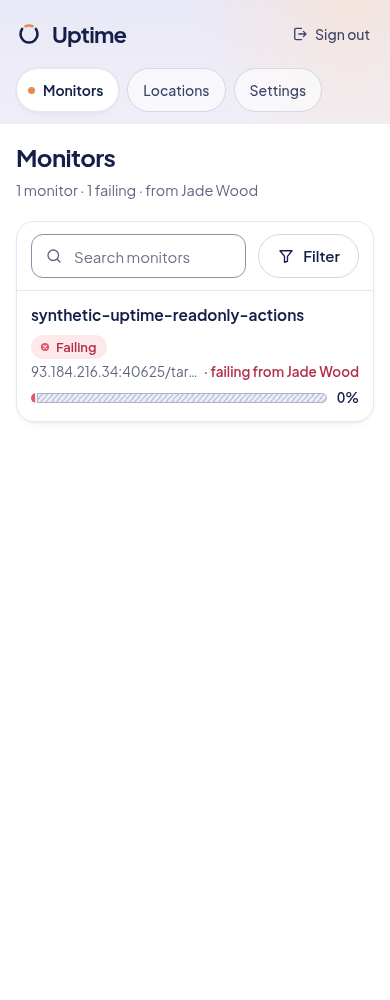 Uptime
Sign out
Monitors
Locations
Settings
Monitors
1 monitor · 1 failing · from Jade Wood
Search monitors
Filter
synthetic-uptime-readonly-actions
Failing
93.184.216.34:40625/tar… · failing from Jade Wood
0%